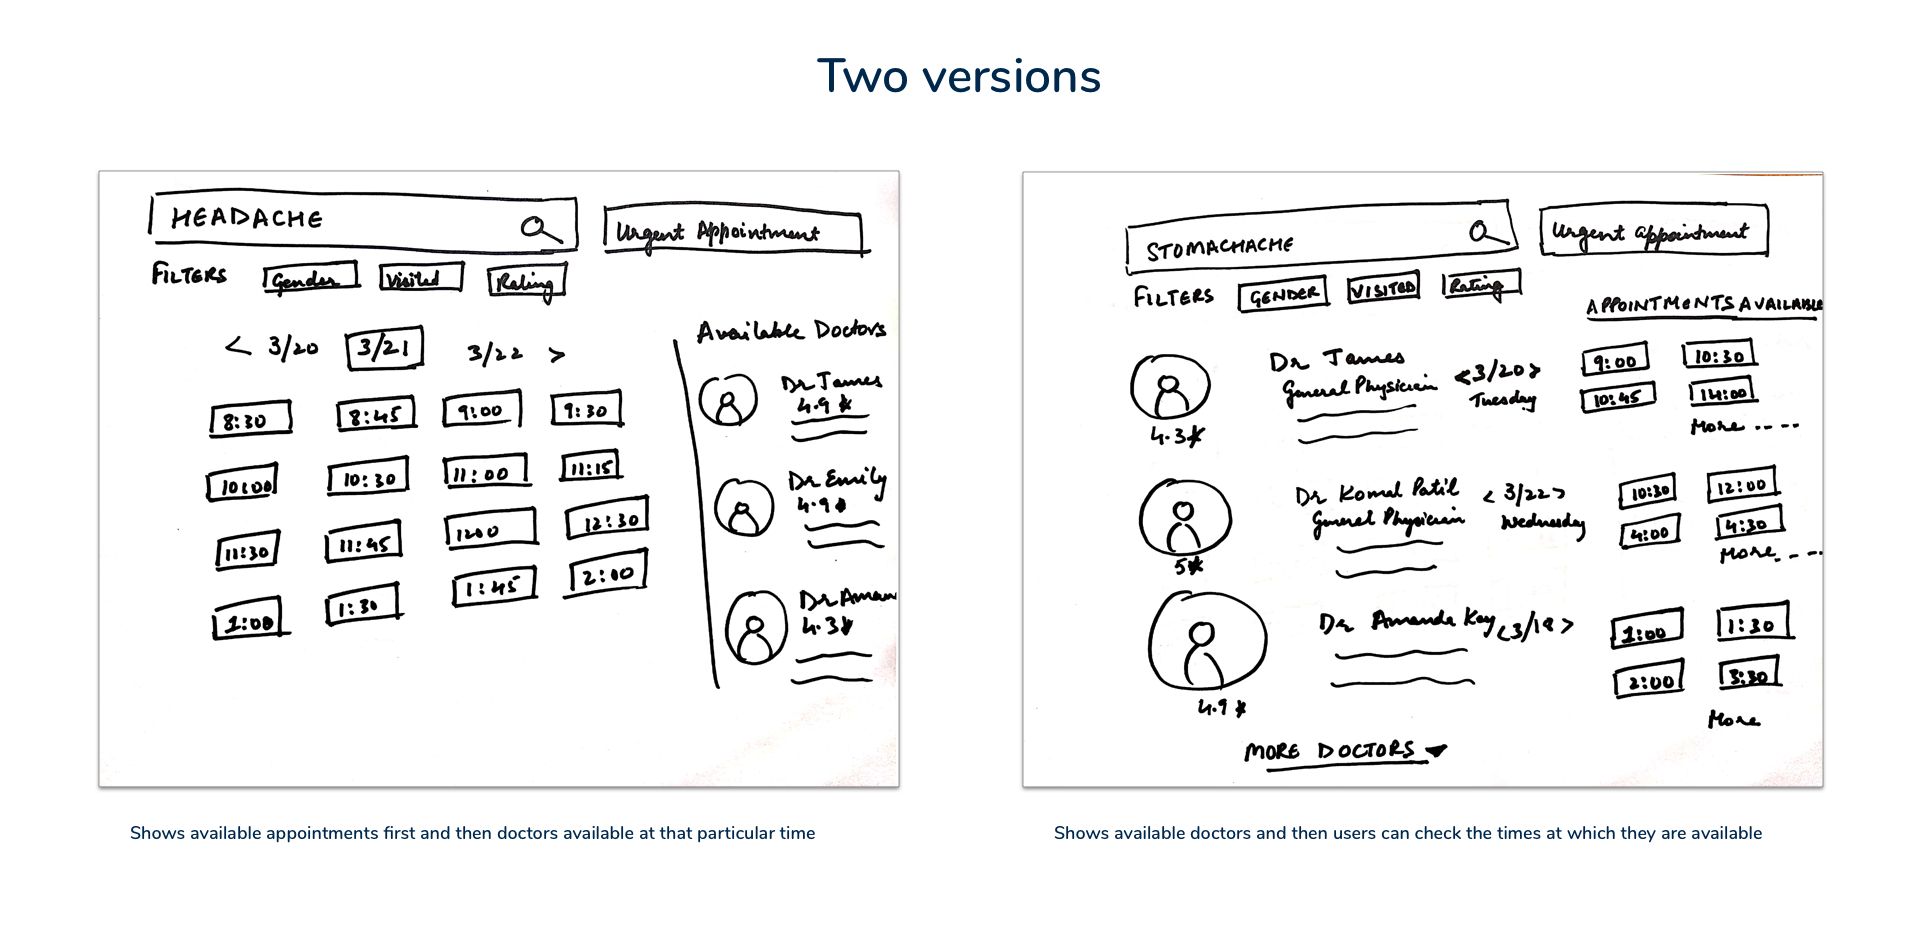 Two versions
HEADACHE
Urgent Appointment
FILTERS Gender Visited Rating
< 3/20 3/21 3/22 >
8:30 8:45 9:00 9:30
10:00 10:30 11:00 11:15
11:30 11:45 1200 12:30
1:00 1:30 1:45 2:00
Available Doctors
Dr James
4.9 *
Dr Emily
4.9 *
Dr Aman
4.3 *
Shows available appointments first and then doctors available at that particular time
STOMACHACHE
Urgent appointment
FILTERS GENDER VISITED Rating
APPOINTMENTS AVAILABLE
Dr James
General Physician
4.3 *
<3/20>
Tuesday
9:00 10:30
10:45 14:00
More ----
Dr Komal Patil
General Physician
5 *
<3/22>
Wednesday
10:30 12:00
4:00 4:30
More - - --
Dr Amanda Kay
4.9 *
<3/18>
1:00 1:30
2:00 3:30
More
MORE DOCTORS
Shows available doctors and then users can check the times at which they are available